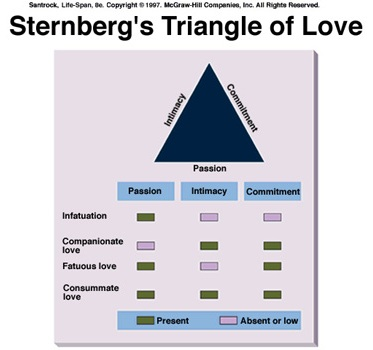 Santrock, Life-Span, 8e. Copyright © 1997. McGraw-Hill Companies, Inc. All Rights Reserved.
Sternberg's Triangle of Love
Intimacy
Commitment
Passion
Passion Intimacy Commitment
Infatuation
Companionate
love
Fatuous love
Consummate
love
Present Absent or low